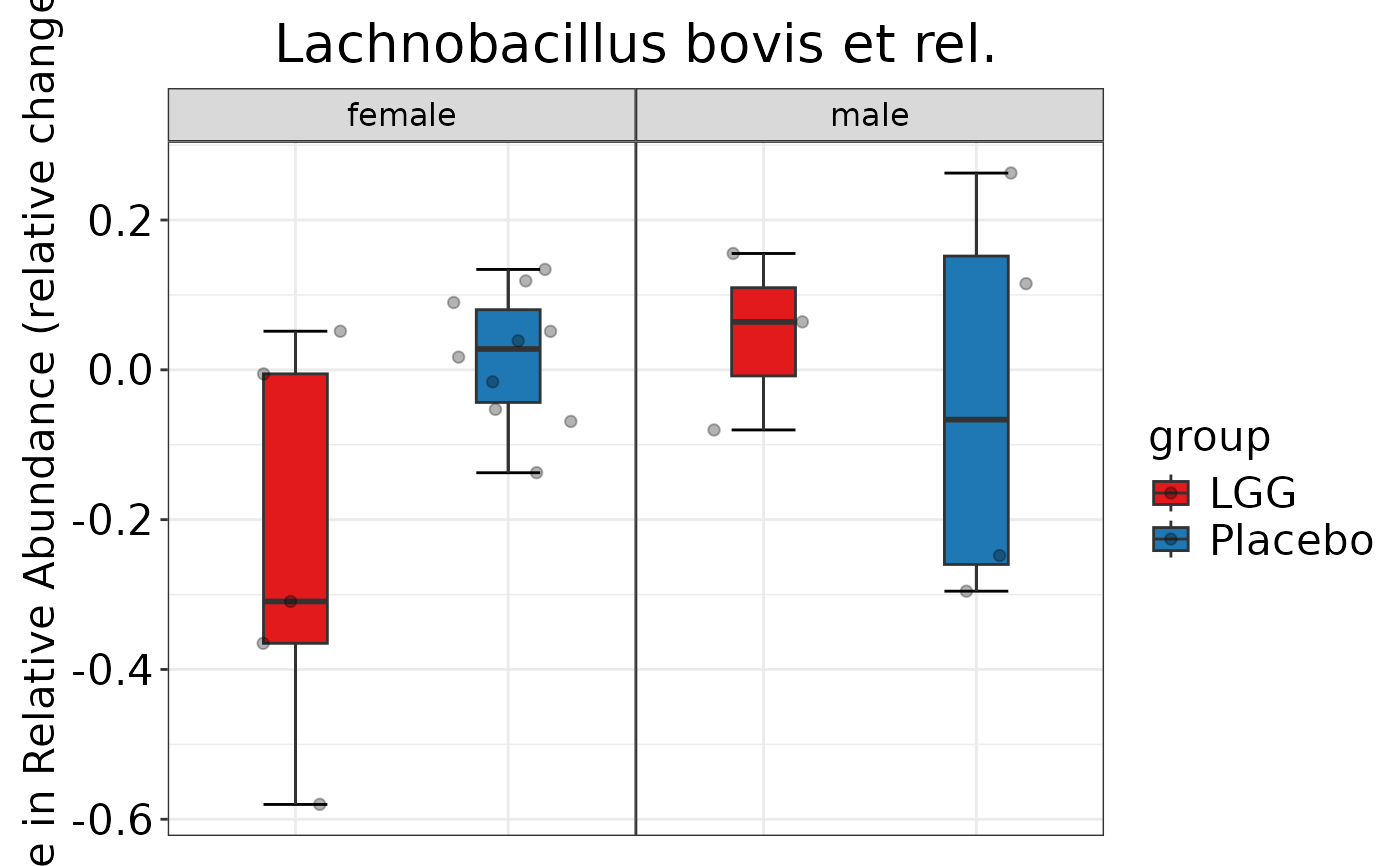 Lachnobacillus bovis et rel.
female
male
e in Relative Abundance (relative change
0.2
0.0
-0.2
-0.4
-0.6
group
LGG
Placebo